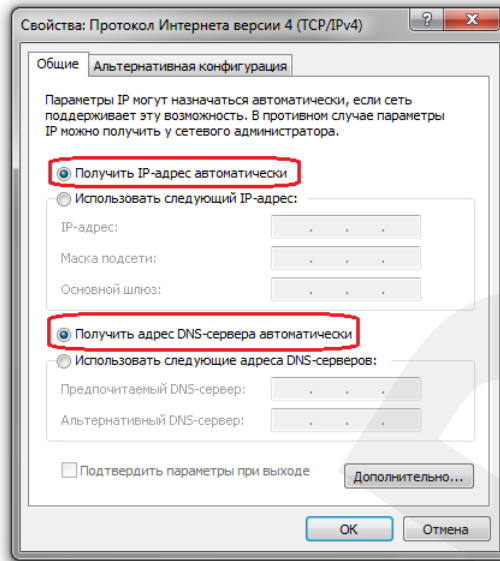 Свойства: Протокол Интернета версии 4 (TCP/IPv4)
Общие
Альтернативная конфигурация
Параметры IP могут назначаться автоматически, если сеть
поддерживает эту возможность. В противном случае параметры
IP можно получить у сетевого администратора.
Получить IP-адрес автоматически
Использовать следующий IP-адрес:
IP-адрес:
Маска подсети:
Основной шлюз:
Получить адрес DNS-сервера автоматически
Использовать следующие адреса DNS-серверов:
Предпочитаемый DNS-сервер:
Альтернативный DNS-сервер:
Подтвердить параметры при выходе
Дополнительно...
ОК
Отмена